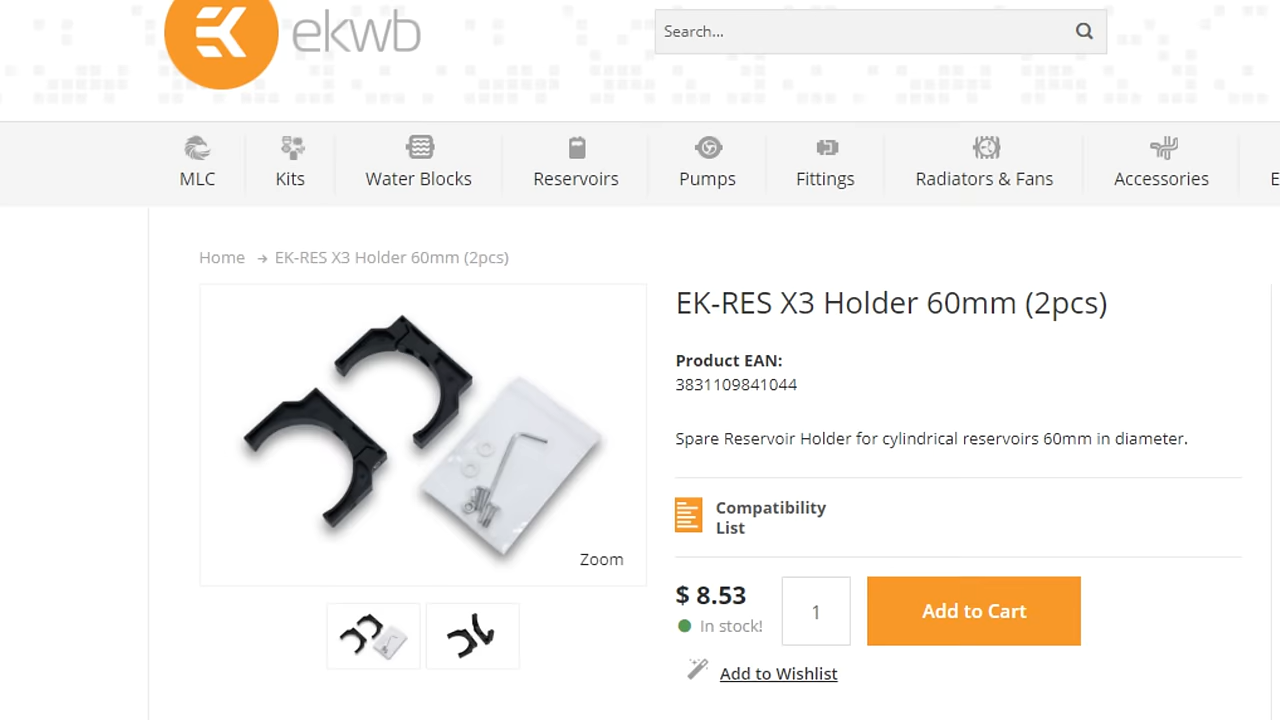 ekwb
Search...
MLC
Kits
Water Blocks
Reservoirs
Pumps
Fittings
Radiators & Fans
Accessories
E
Home → EK-RES X3 Holder 60mm (2pcs)
EK-RES X3 Holder 60mm (2pcs)
Product EAN:
3831109841044
Spare Reservoir Holder for cylindrical reservoirs 60mm in diameter.
Compatibility
List
Zoom
$ 8.53
1
Add to Cart
In stock!
Add to Wishlist